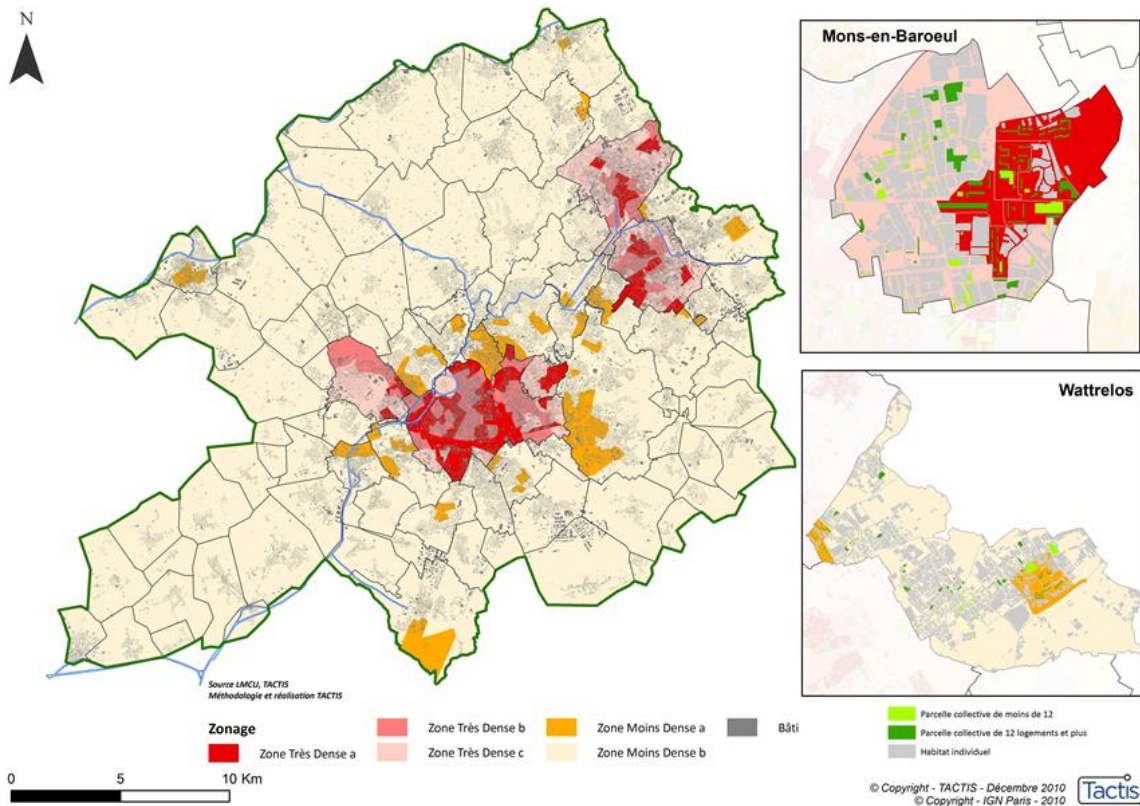 N
Mons-en-Baroeul
Wattrelos
Source LMCU, TACTIS
Méthodologie et réalisation TACTIS
Zonage
Zone Très Dense a
Zone Très Dense b
Zone Très Dense c
Zone Moins Dense a
Zone Moins Dense b
Bâti
Parcelle collective de moins de 12
Parcelle collective de 12 logements et plus
Habitat individuel
0 5 10 Km
© Copyright - TACTIS - Décembre 2010
© Copyright - IGN Paris - 2010
Tactis